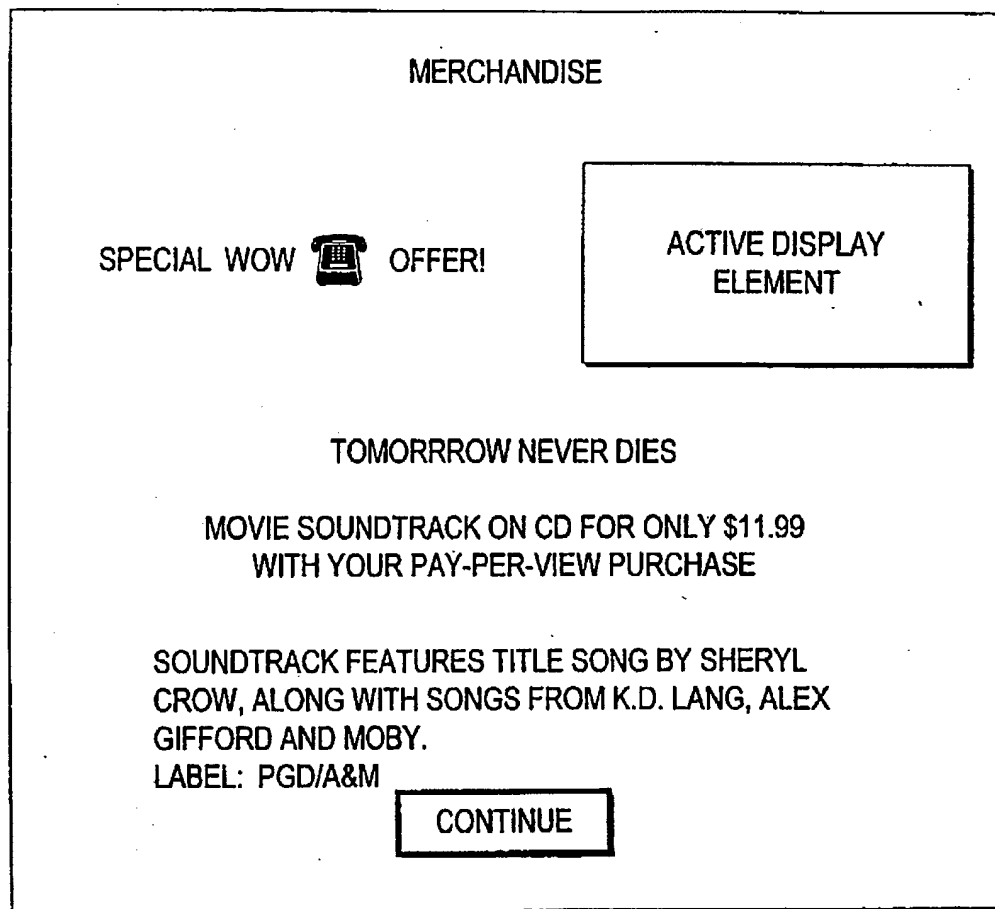 MERCHANDISE
SPECIAL WOW OFFER!
ACTIVE DISPLAY
ELEMENT
TOMORRROW NEVER DIES
MOVIE SOUNDTRACK ON CD FOR ONLY $11.99
WITH YOUR PAY-PER-VIEW PURCHASE
SOUNDTRACK FEATURES TITLE SONG BY SHERYL
CROW, ALONG WITH SONGS FROM K.D. LANG, ALEX
GIFFORD AND MOBY.
LABEL: PGD/A&M
CONTINUE